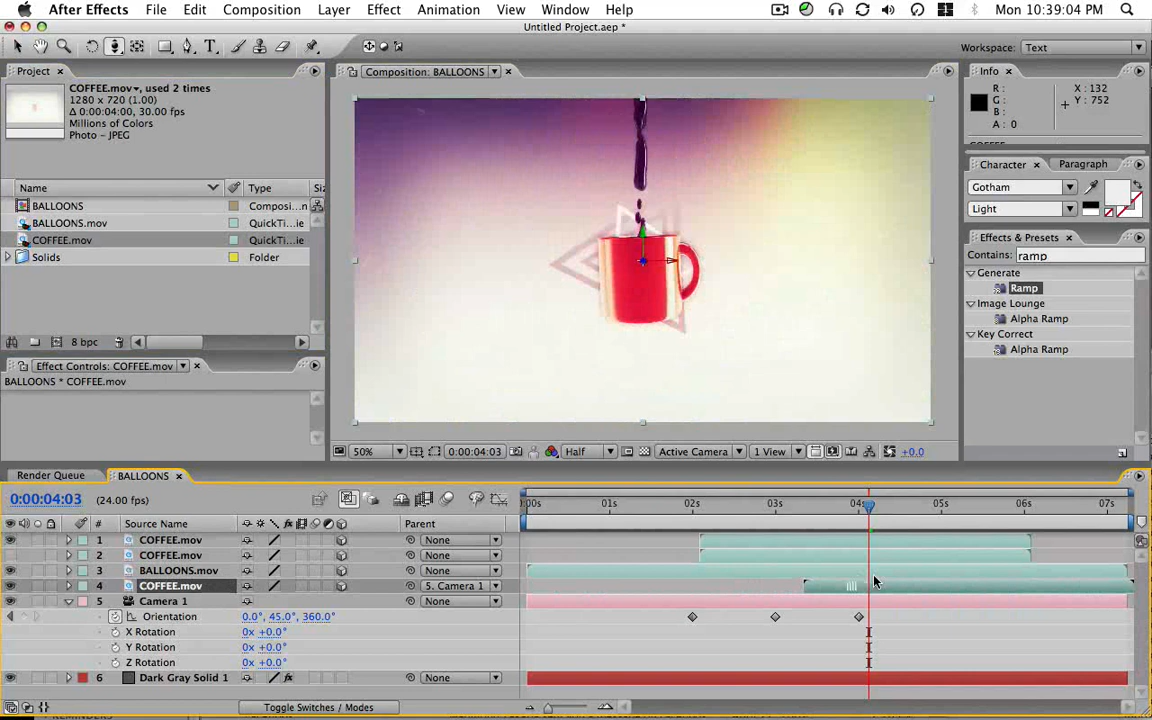 After Effects File Edit Composition Layer Effect Animation View Window Help Mon 10:39:04 PM
Untitled Project.aep *
Workspace: Text
Project
COFFEE.mov, used 2 times
1280 x 720 (1.00)
Δ 0:00:04:00, 30.00 fps
Millions of Colors
Photo – JPEG
Name Type Siz
BALLOONS Composi...n
BALLOONS.mov QuickTi...ie
COFFEE.mov QuickTi...ie
Solids Folder
8 bpc
Effect Controls: COFFEE.mov
BALLOONS * COFFEE.mov
Composition: BALLOONS
50% 0:00:04:03 Half Active Camera 1 View +0.0
Info
R : X : 132
G : Y : 752
B :
A : 0
Character Paragraph
Gotham
Light
Effects & Presets
Contains: ramp
Generate
Ramp
Image Lounge
Alpha Ramp
Key Correct
Alpha Ramp
Render Queue BALLOONS
0:00:04:03 (24.00 fps)
# Source Name Parent :00s 01s 02s 03s 04s 05s 06s 07s
1 COFFEE.mov None
2 COFFEE.mov None
3 BALLOONS.mov None
4 COFFEE.mov 5. Camera 1
5 Camera 1 None
Orientation 0.0°, 45.0°, 360.0°
X Rotation 0x +0.0°
Y Rotation 0x +0.0°
Z Rotation 0x +0.0°
6 Dark Gray Solid 1 None
Toggle Switches / Modes